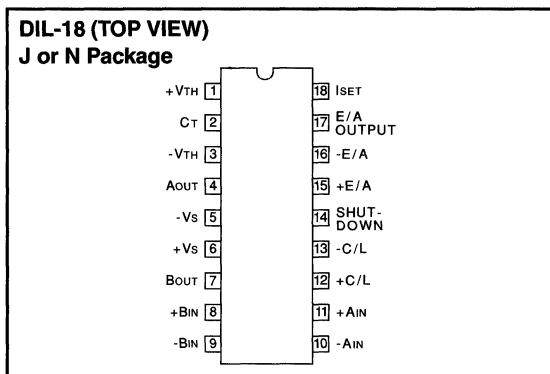 DIL-18 (TOP VIEW)
J or N Package
+VTH 1
CT 2
-VTH 3
AOUT 4
-VS 5
+VS 6
BOUT 7
+BIN 8
-BIN 9
18 ISET
17 E/A
OUTPUT
16 -E/A
15 +E/A
14 SHUT-
DOWN
13 -C/L
12 +C/L
11 +AIN
10 -AIN